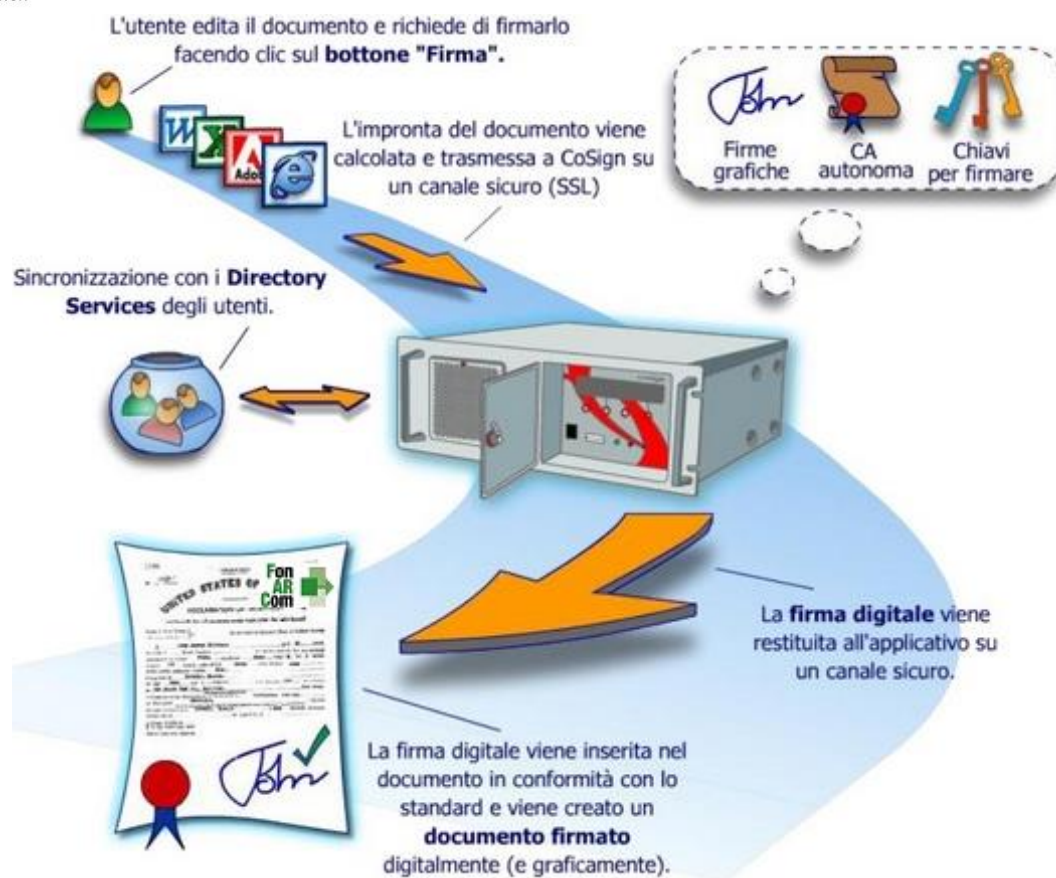 L'utente edita il documento e richiede di firmarlo
facendo clic sul bottone "Firma".
W
X
Adob
e
L'impronta del documento viene
calcolata e trasmessa a CoSign su
un canale sicuro (SSL)
John
Firme
grafiche
CA
autonoma
Chiavi
per firmare
Sincronizzazione con i Directory
Services degli utenti.
La firma digitale viene
restituita all'applicativo su
un canale sicuro.
UNITED STATES OF
Fon
AR
Com
John
La firma digitale viene inserita nel
documento in conformità con lo
standard e viene creato un
documento firmato
digitalmente (e graficamente).